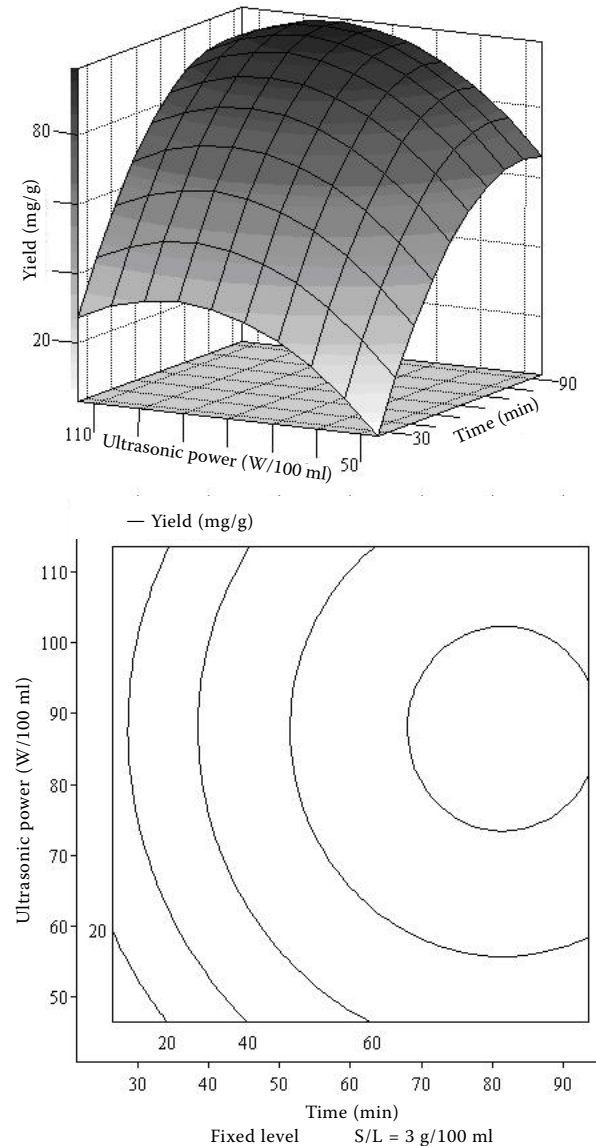 80
Yield (mg/g)
20
110
Ultrasonic power (W/100 ml)
50
30
Time (min)
90
— Yield (mg/g)
110
100
90
80
70
60
50
Ultrasonic power (W/100 ml)
20
20 40 60
30 40 50 60 70 80 90
Time (min)
Fixed level S/L = 3 g/100 ml